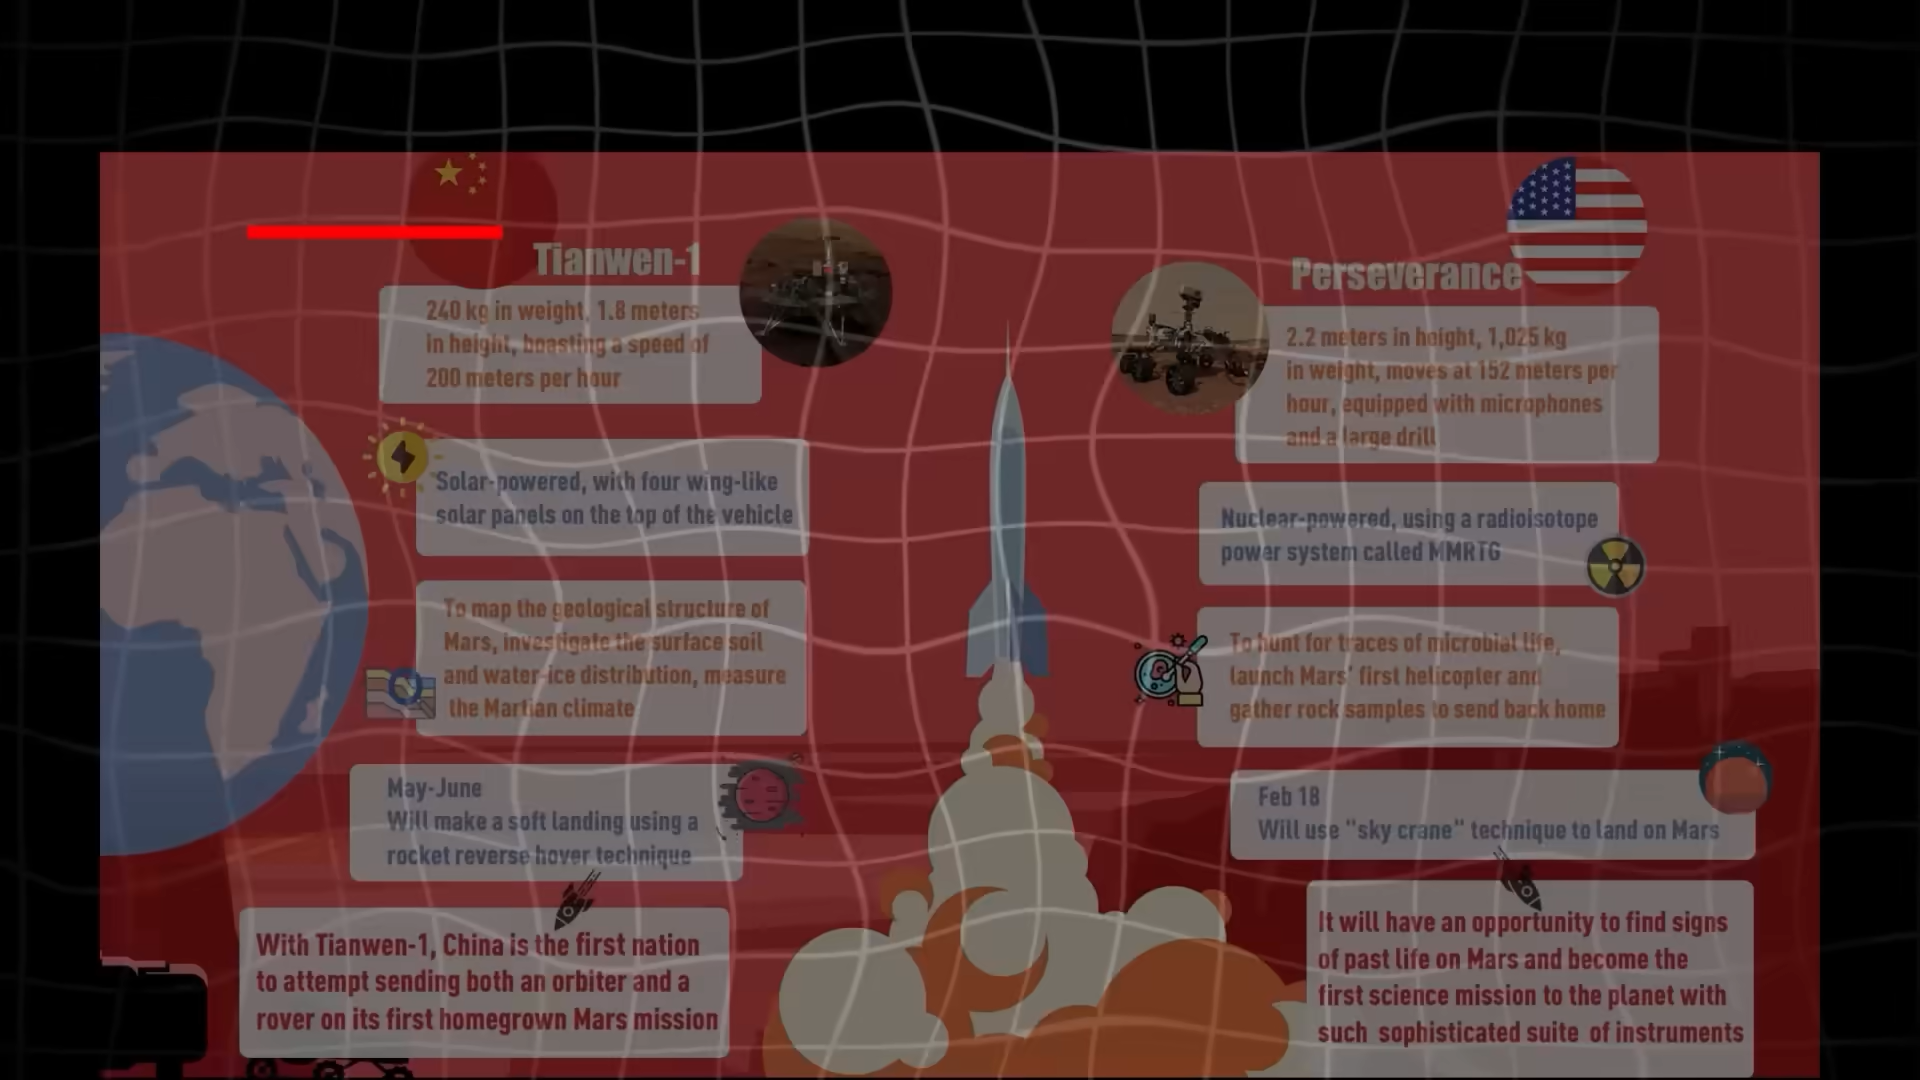 Tianwen-1
240 kg in weight, 1.8 meters
in height, boasting a speed of
200 meters per hour
Solar-powered, with four wing-like
solar panels on the top of the vehicle
To map the geological structure of
Mars, investigate the surface soil
and water-ice distribution, measure
the Martian climate
May-June
Will make a soft landing using a
rocket reverse hover technique
With Tianwen-1, China is the first nation
to attempt sending both an orbiter and a
rover on its first homegrown Mars mission
Perseverance
2.2 meters in height, 1,025 kg
in weight, moves at 152 meters per
hour, equipped with microphones
and a large drill
Nuclear-powered, using a radioisotope
power system called MMRTG
To hunt for traces of microbial life,
launch Mars' first helicopter and
gather rock samples to send back home
Feb 18
Will use "sky crane" technique to land on Mars
It will have an opportunity to find signs
of past life on Mars and become the
first science mission to the planet with
such sophisticated suite of instruments